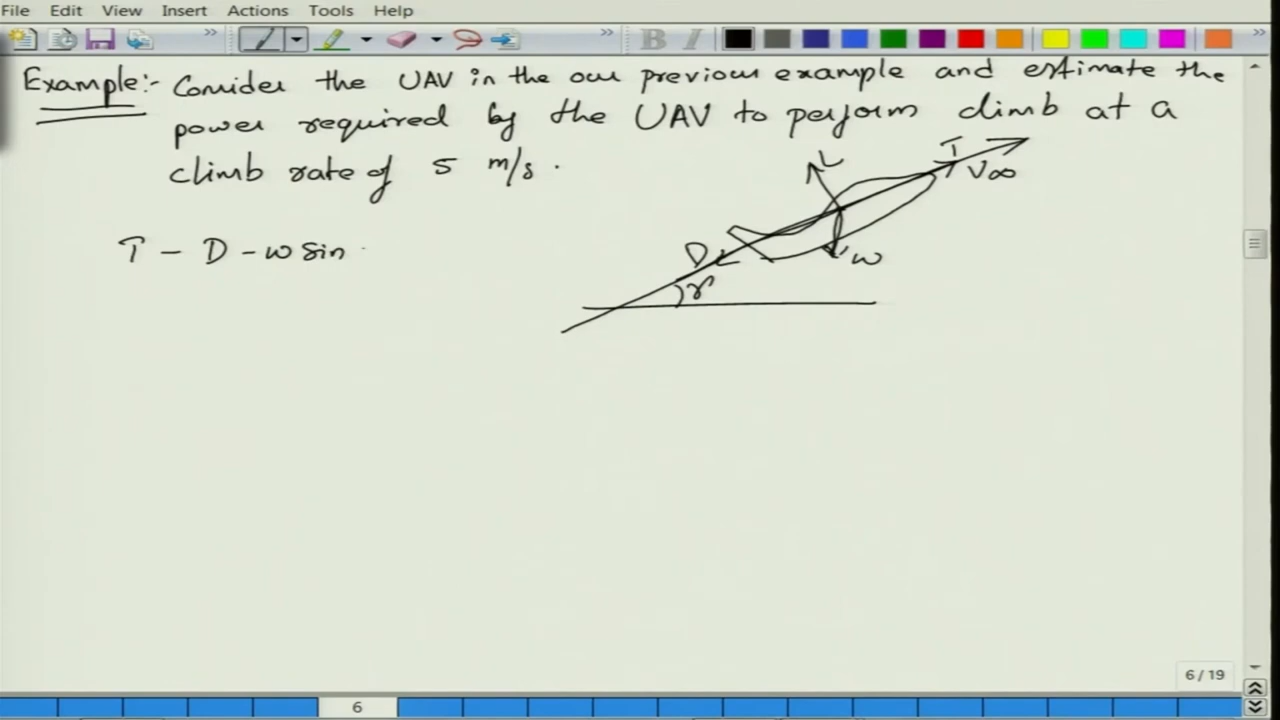 File Edit View Insert Actions Tools Help
Example:- Consider the UAV in the our previous example and estimate the
power required by the UAV to perform climb at a
climb rate of 5 m/s.
T
V∞
L
T - D - w sin
D
w
γ
6 / 19
6